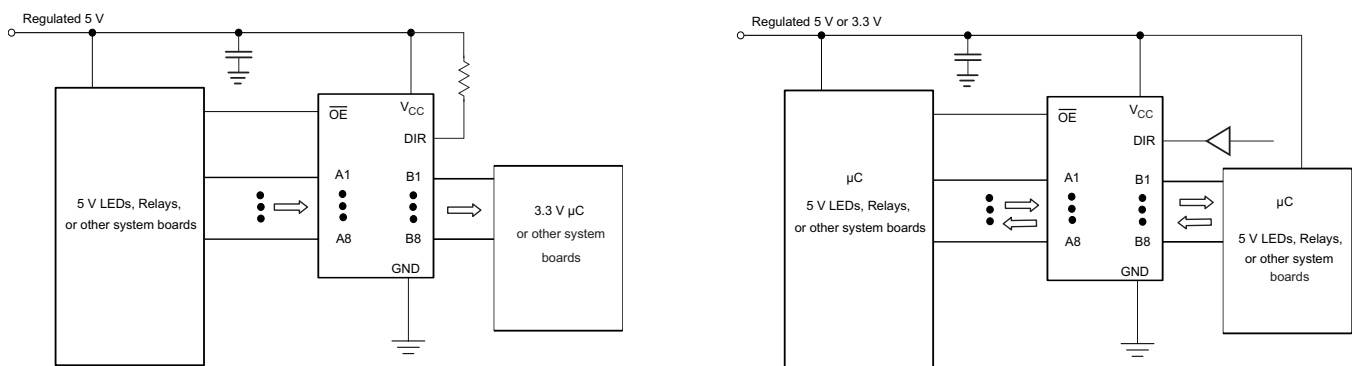 Regulated 5 V
OE
V_CC
DIR
A1
B1
5 V LEDs, Relays,
or other system boards
3.3 V µC
or other system
boards
A8
B8
GND
Regulated 5 V or 3.3 V
OE
V_CC
DIR
µC
5 V LEDs, Relays,
or other system boards
A1
B1
A8
B8
GND
µC
5 V LEDs, Relays,
or other system
boards